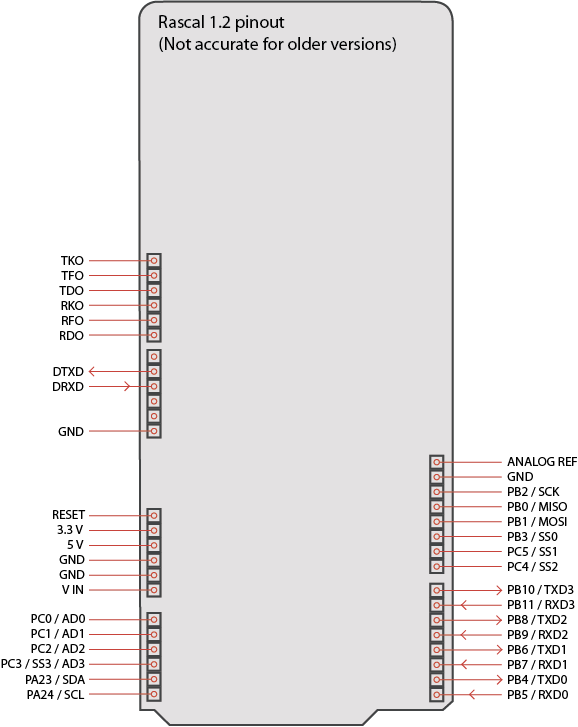 Rascal 1.2 pinout
(Not accurate for older versions)
TKO
TFO
TDO
RKO
RFO
RDO
DTXD
DRXD
GND
RESET
3.3 V
5 V
GND
GND
V IN
PC0 / AD0
PC1 / AD1
PC2 / AD2
PC3 / SS3 / AD3
PA23 / SDA
PA24 / SCL
ANALOG REF
GND
PB2 / SCK
PB0 / MISO
PB1 / MOSI
PB3 / SS0
PC5 / SS1
PC4 / SS2
PB10 / TXD3
PB11 / RXD3
PB8 / TXD2
PB9 / RXD2
PB6 / TXD1
PB7 / RXD1
PB4 / TXD0
PB5 / RXD0